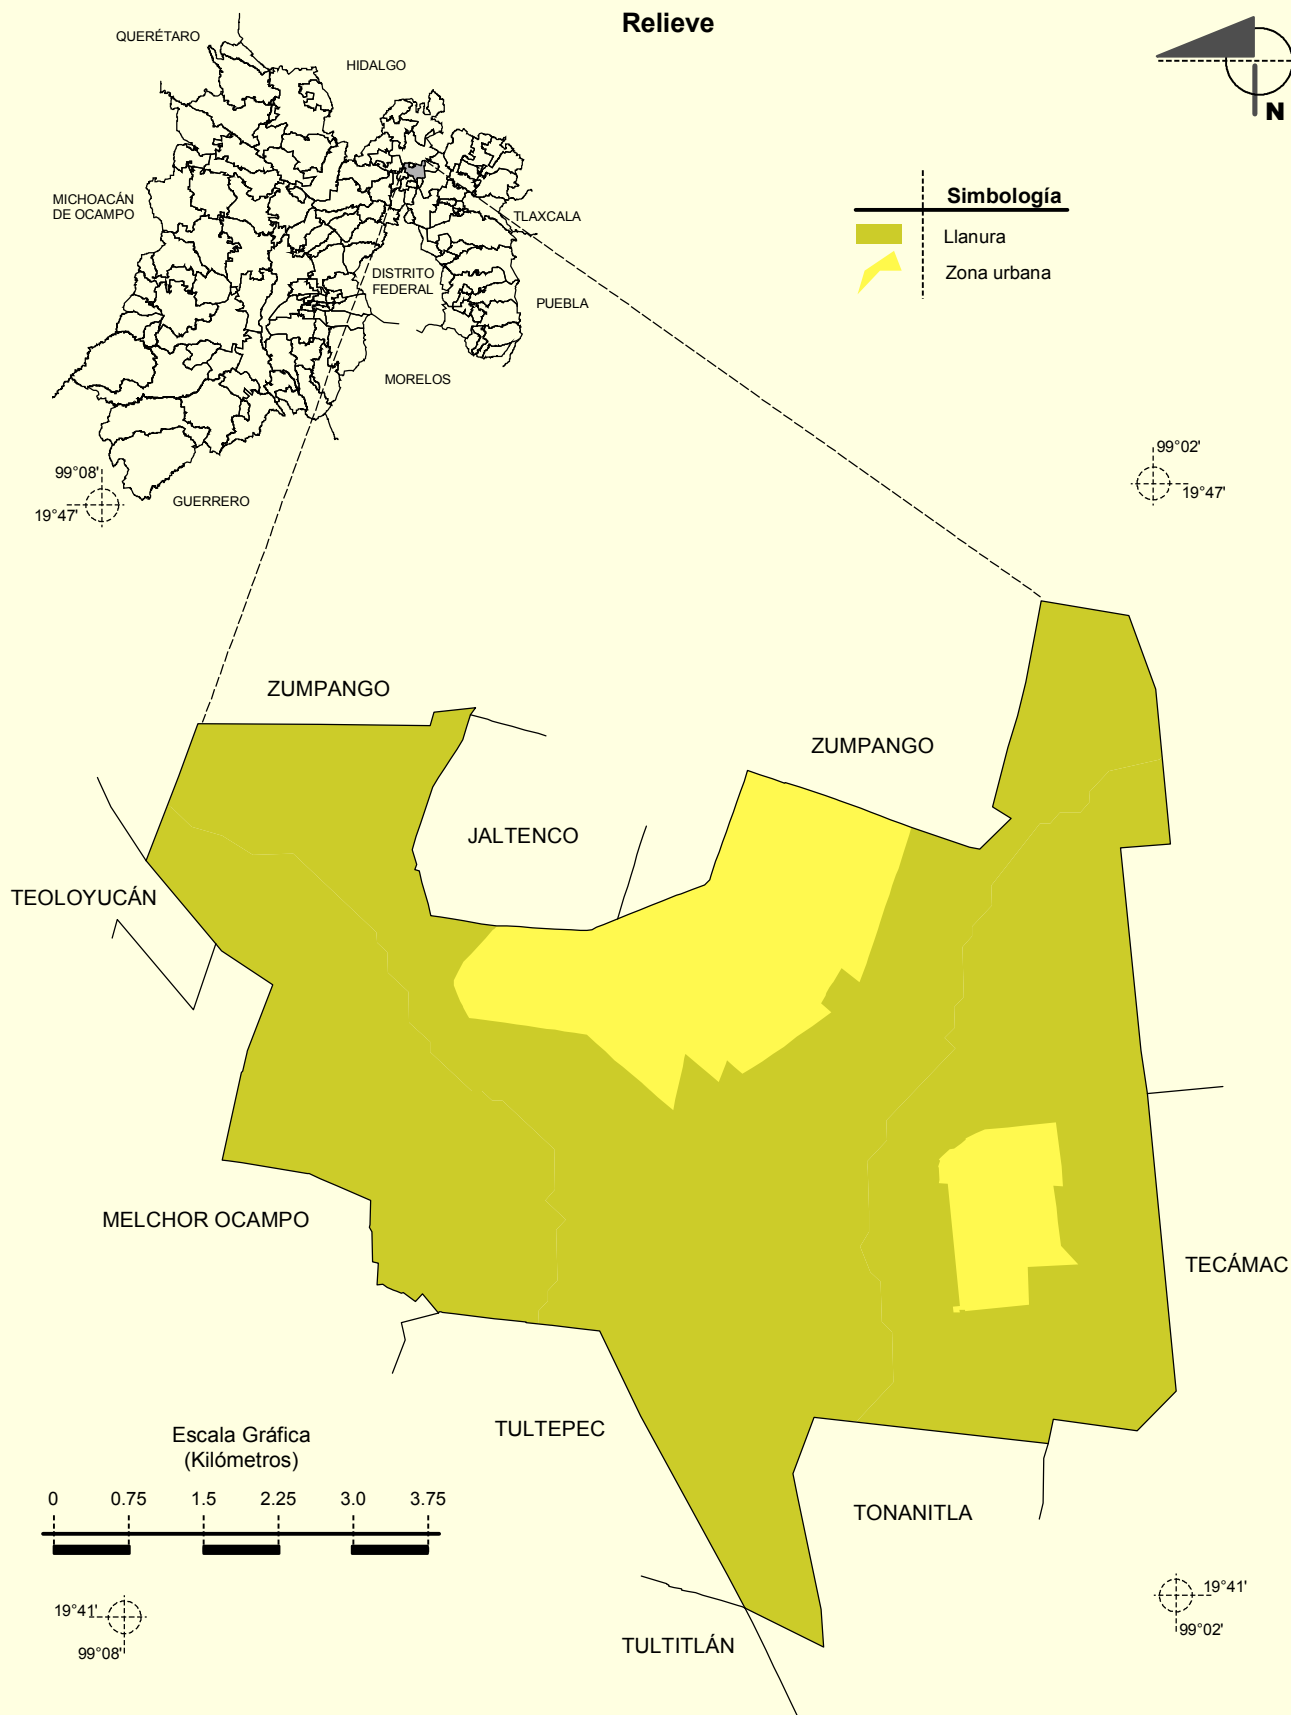 Relieve
N
QUERÉTARO
HIDALGO
MICHOACÁN
DE OCAMPO
TLAXCALA
DISTRITO
FEDERAL
PUEBLA
MORELOS
GUERRERO
Simbología
Llanura
Zona urbana
99°08'
19°47'
99°02'
19°47'
ZUMPANGO
ZUMPANGO
JALTENCO
TEOLOYUCÁN
MELCHOR OCAMPO
TECÁMAC
TULTEPEC
TONANITLA
TULTITLÁN
Escala Gráfica
(Kilómetros)
0 0.75 1.5 2.25 3.0 3.75
19°41'
99°08'
19°41'
99°02'